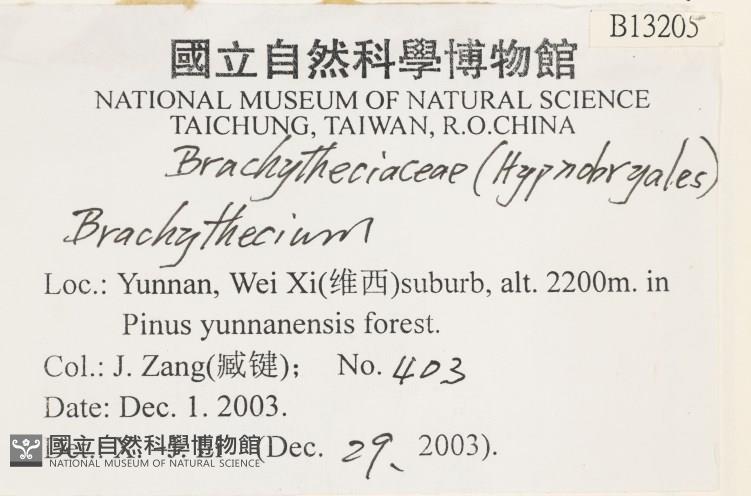 B13205
國立自然科學博物館
NATIONAL MUSEUM OF NATURAL SCIENCE
TAICHUNG, TAIWAN, R.O.CHINA
Brachytheciaceae (Hypnobryales)
Brachythecium
Loc.: Yunnan, Wei Xi(维西)suburb, alt. 2200m. in
Pinus yunnanensis forest.
Col.: J. Zang(臧键); No. 403
Date: Dec. 1. 2003.
(Dec. 29, 2003).
國立自然科學博物館
NATIONAL MUSEUM OF NATURAL SCIENCE